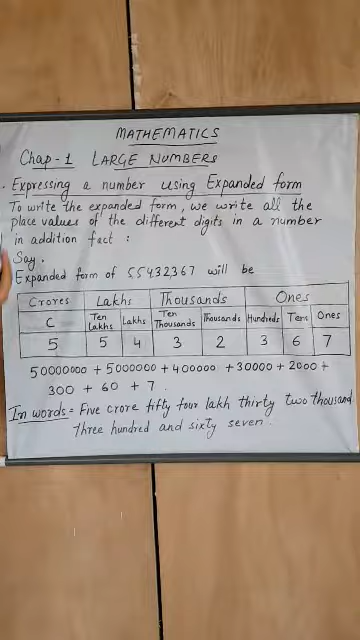 MATHEMATICS
Chap-1 LARGE NUMBERS
Expressing a number using Expanded form
To write the expanded form, we write all the
place values of the different digits in a number
in addition fact :
Say.
Expanded form of 55432367 will be
Crores Lakhs Thousands Ones
C Ten Lakhs Lakhs Ten Thousands Thousands Hundreds Tens Ones
5 5 4 3 2 3 6 7
50000000 + 5000000 + 400000 + 30000 + 2000 +
300 + 60 + 7.
In words = Five crore fifty four lakh thirty two thousand
three hundred and sixty seven.